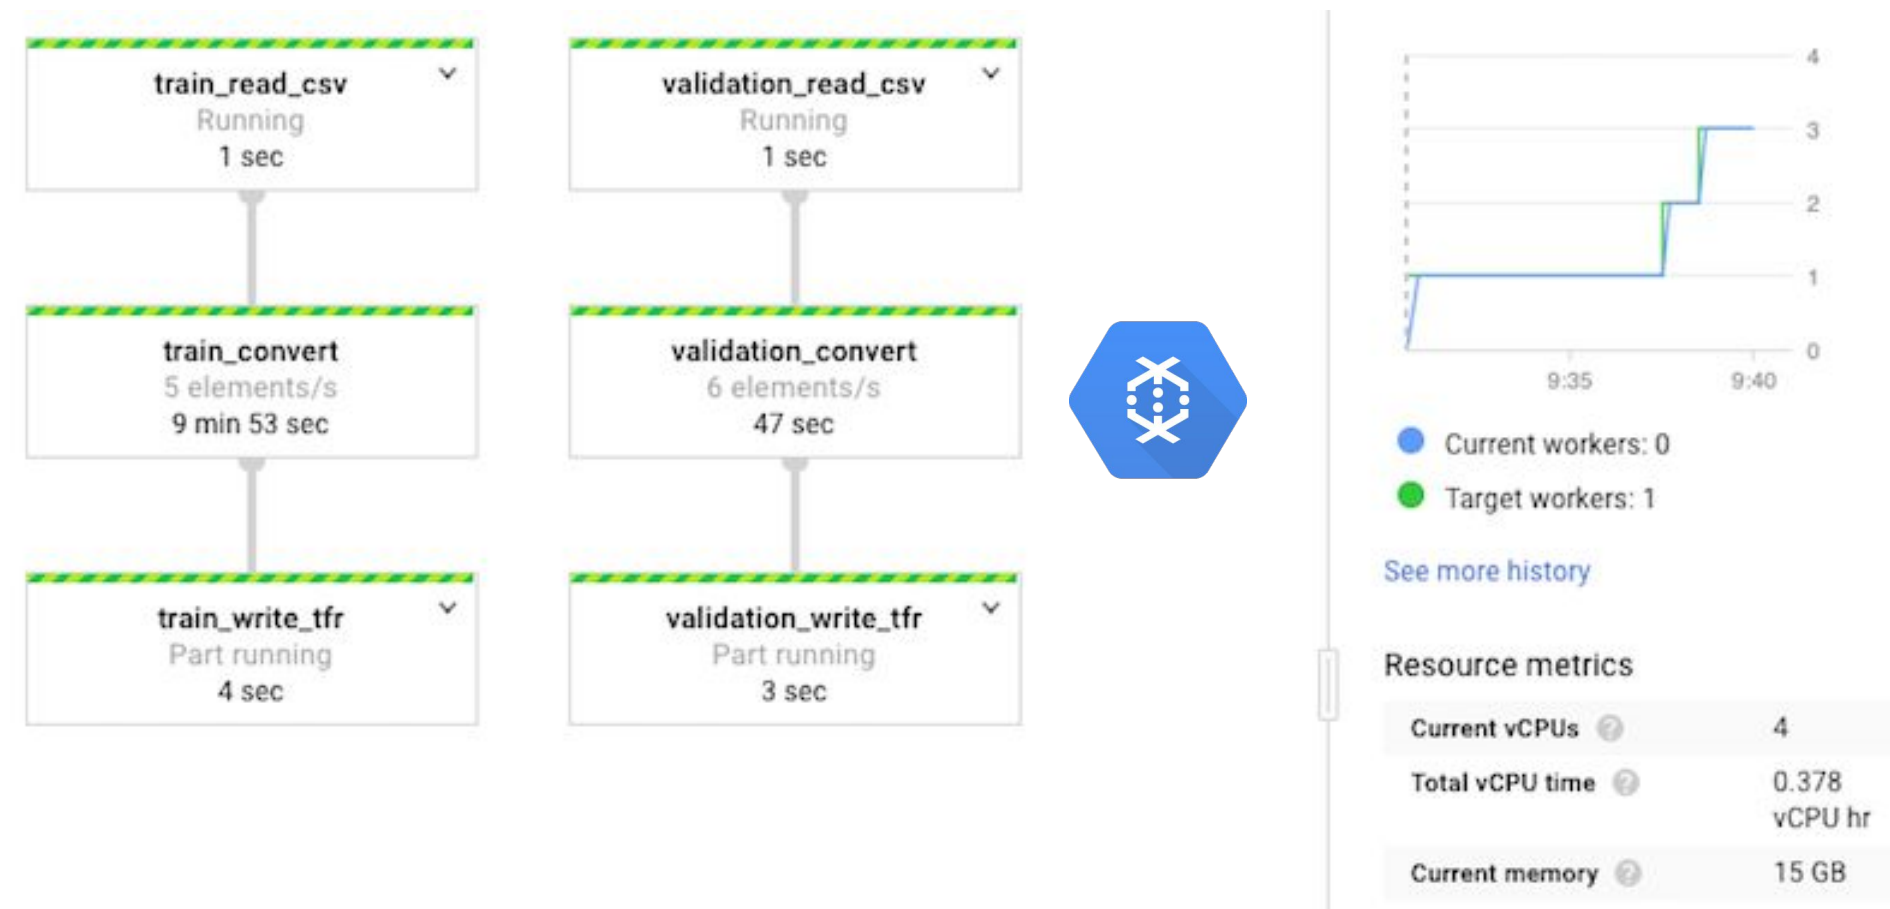 train_read_csv
Running
1 sec
validation_read_csv
Running
1 sec
train_convert
5 elements/s
9 min 53 sec
validation_convert
6 elements/s
47 sec
train_write_tfr
Part running
4 sec
validation_write_tfr
Part running
3 sec
4
3
2
1
0
9:35
9:40
Current workers: 0
Target workers: 1
See more history
Resource metrics
Current vCPUs ? 4
Total vCPU time ? 0.378
vCPU hr
Current memory ? 15 GB